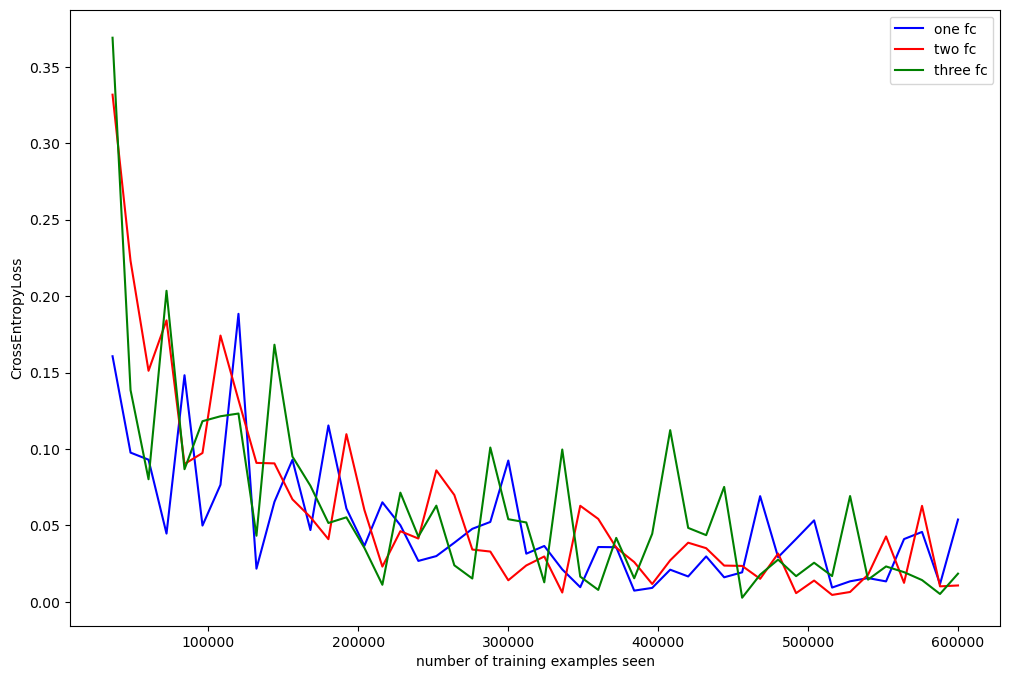 one fc
two fc
three fc
CrossEntropyLoss
0.35
0.30
0.25
0.20
0.15
0.10
0.05
0.00
100000 200000 300000 400000 500000 600000
number of training examples seen